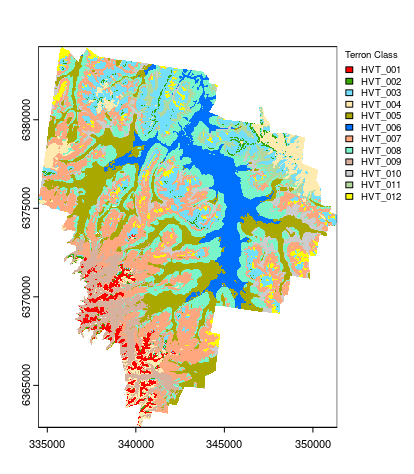 Terron Class
HVT_001
HVT_002
HVT_003
HVT_004
HVT_005
HVT_006
HVT_007
HVT_008
HVT_009
HVT_010
HVT_011
HVT_012
6380000
6375000
6370000
6365000
335000 340000 345000 350000